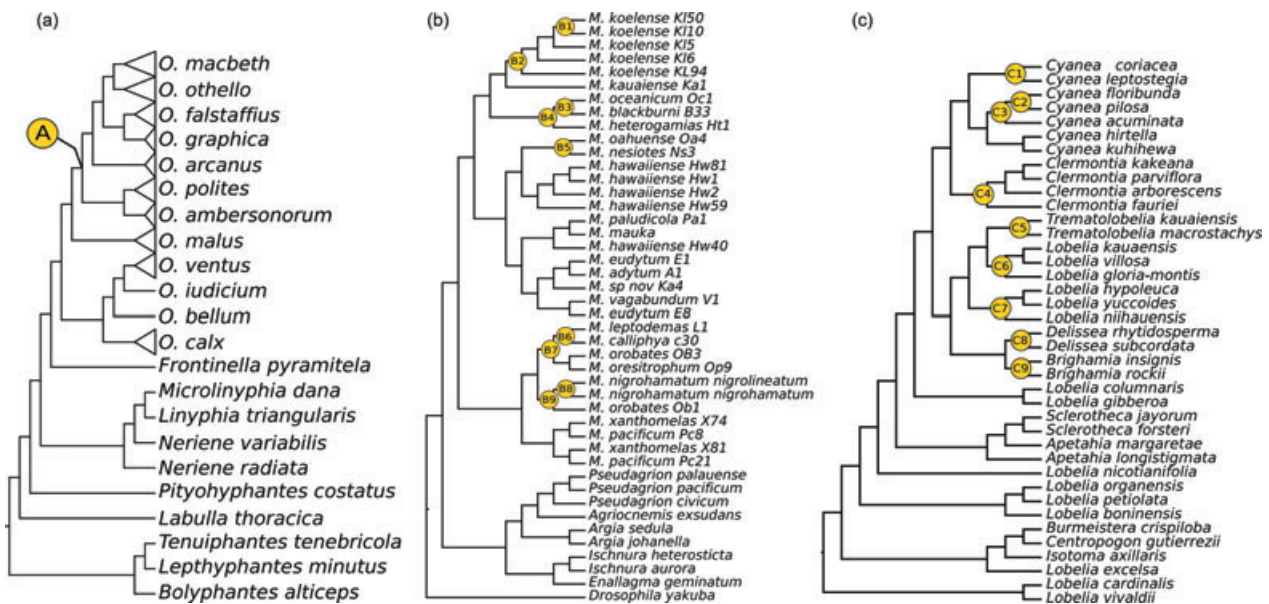 (a)
O. macbeth
O. othello
O. falstaffius
O. graphica
A
O. arcanus
O. polites
O. ambersonorum
O. malus
O. ventus
O. iudicium
O. bellum
O. calx
Frontinella pyramitela
Microlinyphia dana
Linyphia triangularis
Neriene variabilis
Neriene radiata
Pityohyphantes costatus
Labulla thoracica
Tenuiphantes tenebricola
Lepthyphantes minutus
Bolyphantes alticeps
(b)
M. koelense Kl50
B1
M. koelense Kl10
M. koelense Kl5
B2
M. koelense Kl6
M. koelense KL94
M. kauaiense Ka1
M. oceanicum Oc1
B3
M. blackburni B33
B4
M. heterogamias Ht1
M. oahuense Oa4
B5
M. nesiotes Ns3
M. hawaiiense Hw81
M. hawaiiense Hw1
M. hawaiiense Hw2
M. hawaiiense Hw59
M. paludicola Pa1
M. mauka
M. hawaiiense Hw40
M. eudytum E1
M. adytum A1
M. sp nov Ka4
M. vagabundum V1
M. eudytum E8
M. leptodemas L1
B6
M. calliphya c30
B7
M. orobates OB3
M. oresitrophum Op9
M. nigrohamatum nigrolineatum
B8
M. nigrohamatum nigrohamatum
B9
M. orobates Ob1
M. xanthomelas X74
M. pacificum Pc8
M. xanthomelas X81
M. pacificum Pc21
Pseudagrion palauense
Pseudagrion pacificum
Pseudagrion civicum
Agriocnemis exsudans
Argia sedula
Argia johanella
Ischnura heterosticta
Ischnura aurora
Enallagma geminatum
Drosophila yakuba
(c)
Cyanea coriacea
C1
Cyanea leptostegia
Cyanea floribunda
C2
Cyanea pilosa
C3
Cyanea acuminata
Cyanea hirtella
Cyanea kuhihewa
Clermontia kakeana
Clermontia parviflora
C4
Clermontia arborescens
Clermontia fauriei
Trematolobelia kauaiensis
C5
Trematolobelia macrostachys
Lobelia kauaensis
C6
Lobelia villosa
Lobelia gloria-montis
Lobelia hypoleuca
C7
Lobelia yuccoides
Lobelia niihauensis
Delissea rhytidosperma
C8
Delissea subcordata
Brighamia insignis
C9
Brighamia rockii
Lobelia columnaris
Lobelia gibberoa
Sclerotheca jayorum
Sclerotheca forsteri
Apetahia margaretae
Apetahia longistigmata
Lobelia nicotianifolia
Lobelia organensis
Lobelia petiolata
Lobelia boninensis
Burmeistera crispiloba
Centropogon gutierrezii
Isotoma axillaris
Lobelia excelsa
Lobelia cardinalis
Lobelia vivaldii